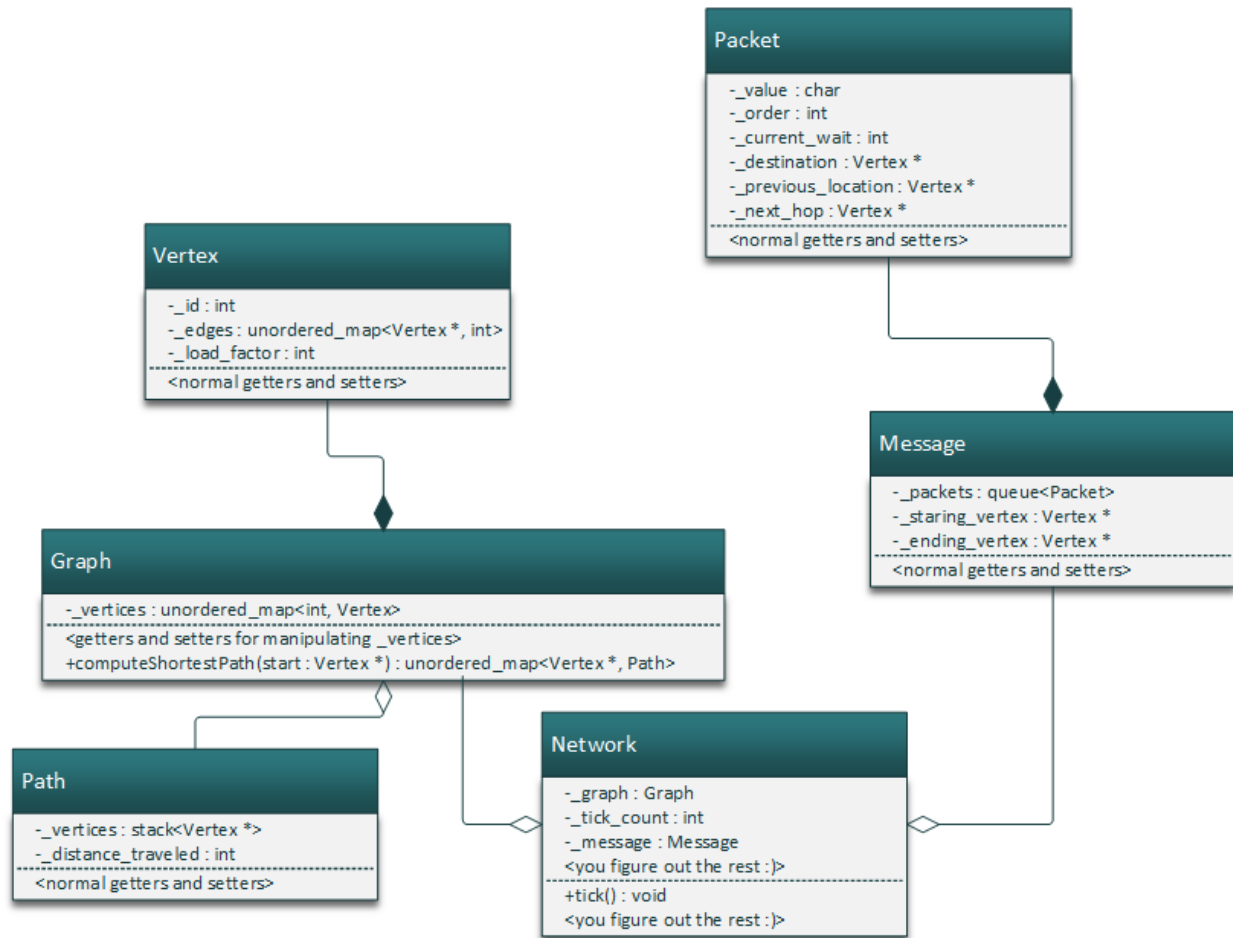 Packet
-_value : char
-_order : int
-_current_wait : int
-_destination : Vertex *
-_previous_location : Vertex *
-_next_hop : Vertex *
<normal getters and setters>
Vertex
-_id : int
-_edges : unordered_map<Vertex *, int>
-_load_factor : int
<normal getters and setters>
Message
-_packets : queue<Packet>
-_staring_vertex : Vertex *
-_ending_vertex : Vertex *
<normal getters and setters>
Graph
-_vertices : unordered_map<int, Vertex>
<getters and setters for manipulating _vertices>
+computeShortestPath(start : Vertex *) : unordered_map<Vertex *, Path>
Network
-_graph : Graph
-_tick_count : int
-_message : Message
<you figure out the rest :)>
+tick() : void
<you figure out the rest :)>
Path
-_vertices : stack<Vertex *>
-_distance_traveled : int
<normal getters and setters>